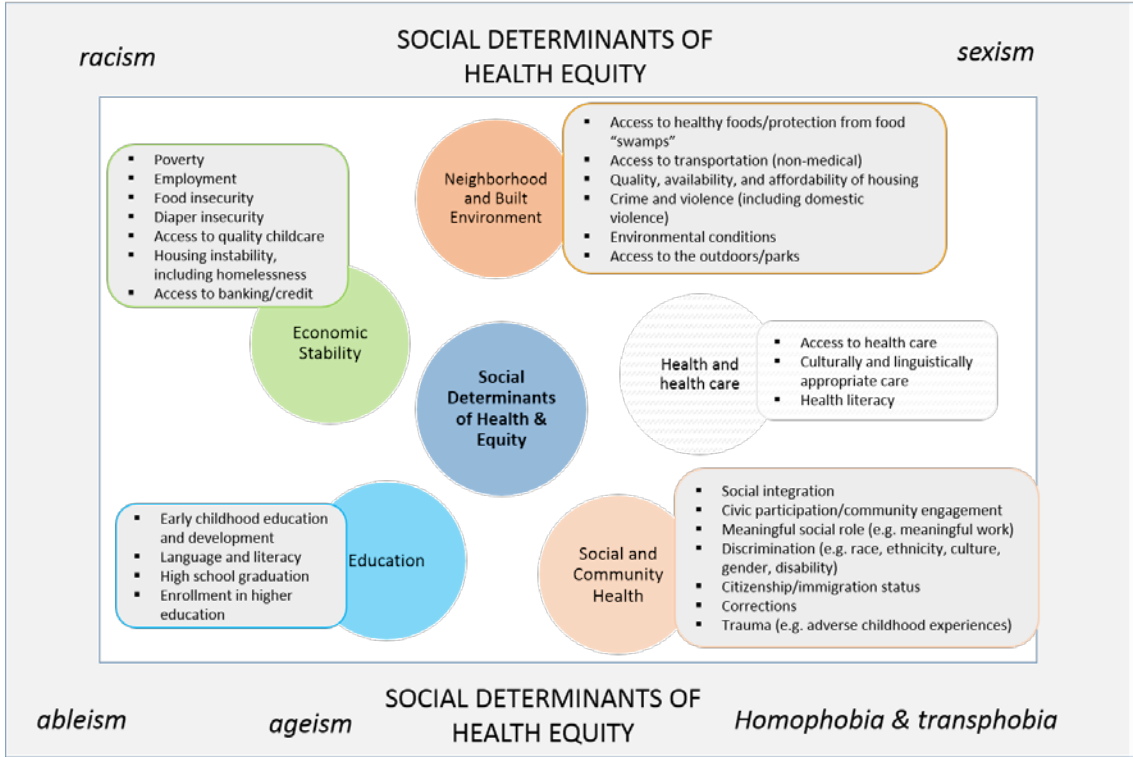 racism
SOCIAL DETERMINANTS OF
HEALTH EQUITY
sexism
▪ Poverty
▪ Employment
▪ Food insecurity
▪ Diaper insecurity
▪ Access to quality childcare
▪ Housing instability,
including homelessness
▪ Access to banking/credit
Economic
Stability
Neighborhood
and Built
Environment
▪ Access to healthy foods/protection from food
“swamps”
▪ Access to transportation (non-medical)
▪ Quality, availability, and affordability of housing
▪ Crime and violence (including domestic
violence)
▪ Environmental conditions
▪ Access to the outdoors/parks
Social
Determinants
of Health &
Equity
Health and
health care
▪ Access to health care
▪ Culturally and linguistically
appropriate care
▪ Health literacy
▪ Early childhood education
and development
▪ Language and literacy
▪ High school graduation
▪ Enrollment in higher
education
Education
Social and
Community
Health
▪ Social integration
▪ Civic participation/community engagement
▪ Meaningful social role (e.g. meaningful work)
▪ Discrimination (e.g. race, ethnicity, culture,
gender, disability)
▪ Citizenship/immigration status
▪ Corrections
▪ Trauma (e.g. adverse childhood experiences)
ableism
ageism
SOCIAL DETERMINANTS OF
HEALTH EQUITY
Homophobia & transphobia